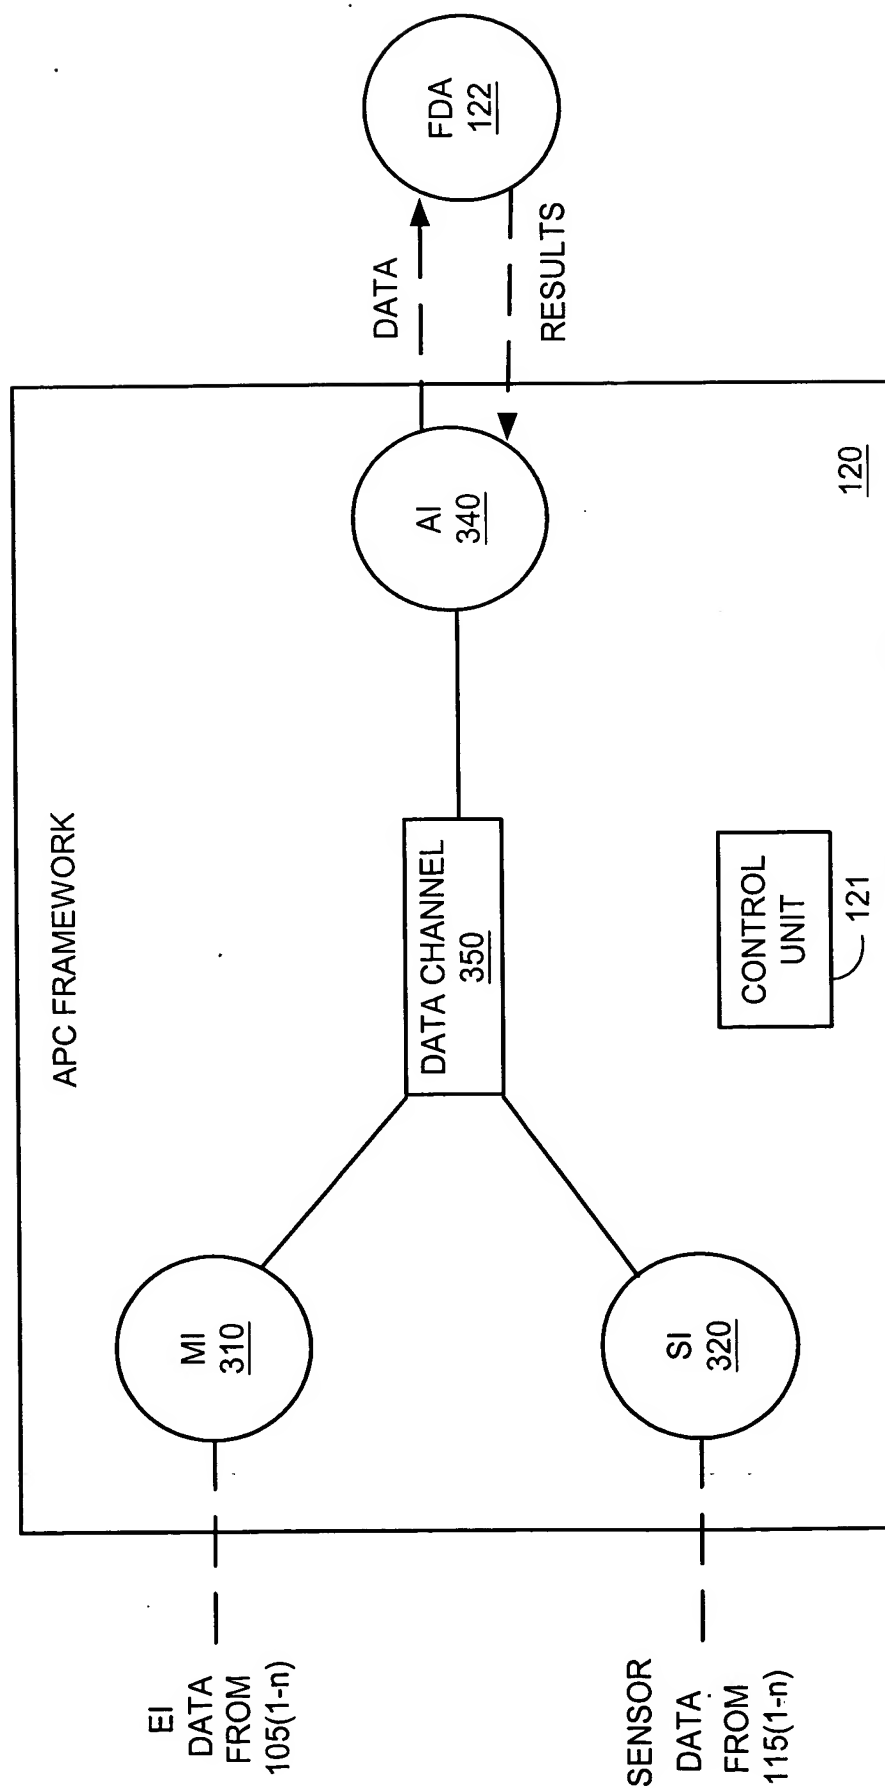 APC FRAMEWORK
EI
DATA
FROM
105(1-n)
MI
310
SENSOR
DATA
FROM
115(1-n)
SI
320
DATA CHANNEL
350
CONTROL
UNIT
121
AI
340
120
DATA
RESULTS
FDA
122